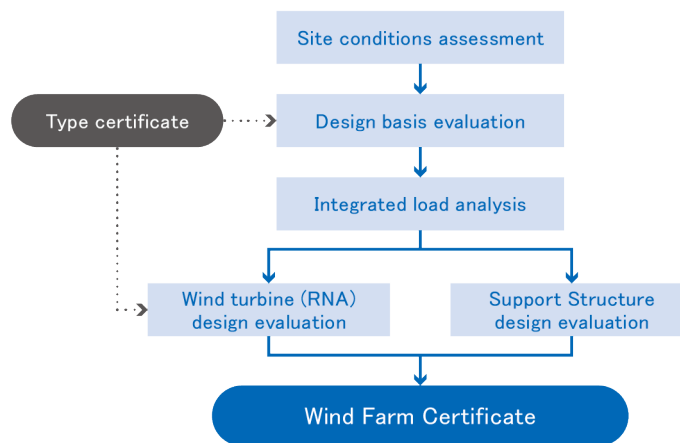 Site conditions assessment
Type certificate
Design basis evaluation
Integrated load analysis
Wind turbine (RNA)
design evaluation
Support Structure
design evaluation
Wind Farm Certificate